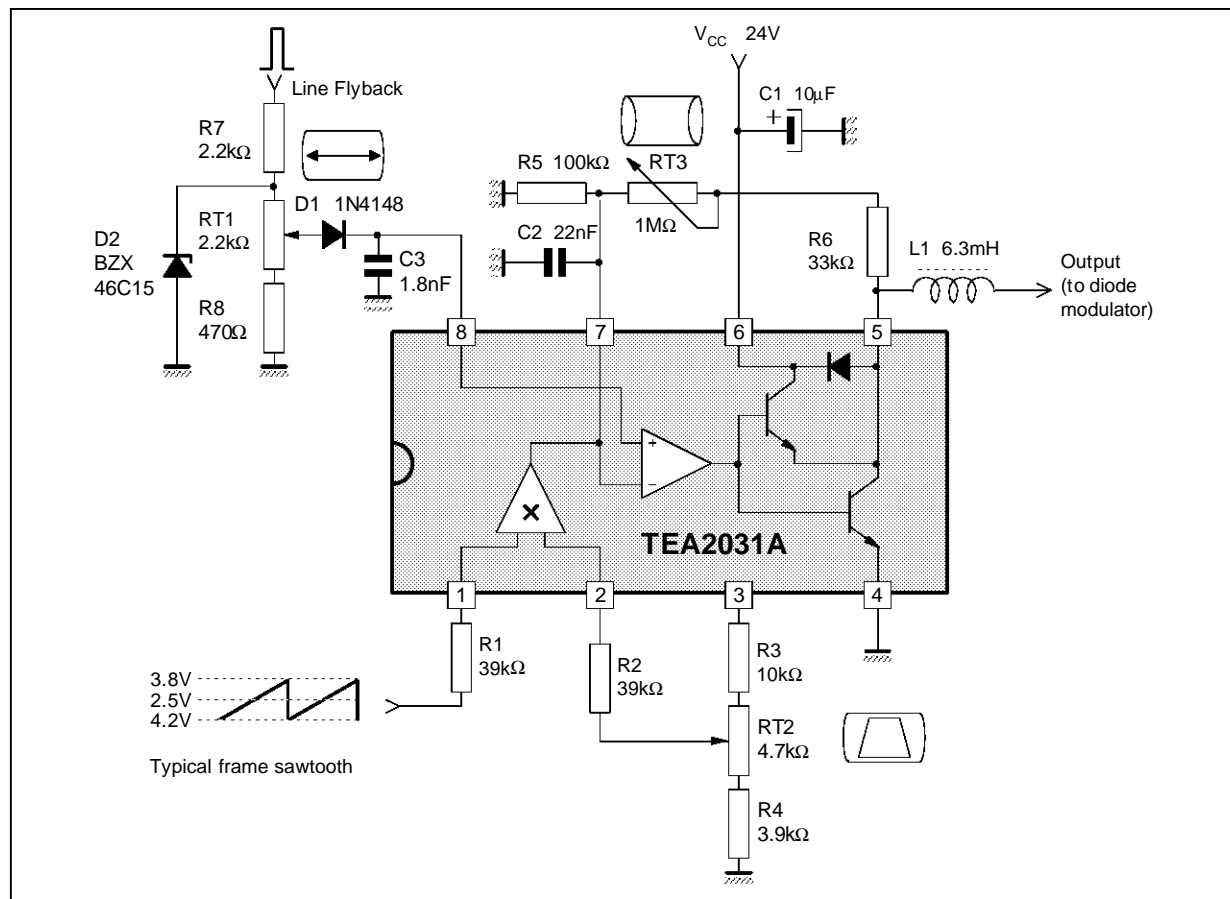 V_CC 24V
Line Flyback
C1 10μF
+
R7
2.2kΩ
R5 100kΩ
RT3
1MΩ
D1 1N4148
RT1
2.2kΩ
D2
BZX
46C15
C2 22nF
C3
1.8nF
R6
33kΩ
L1 6.3mH
Output
(to diode
modulator)
R8
470Ω
8
7
6
5
+
−
×
TEA2031A
1
2
3
4
R1
39kΩ
R2
39kΩ
R3
10kΩ
3.8V
2.5V
4.2V
RT2
4.7kΩ
Typical frame sawtooth
R4
3.9kΩ